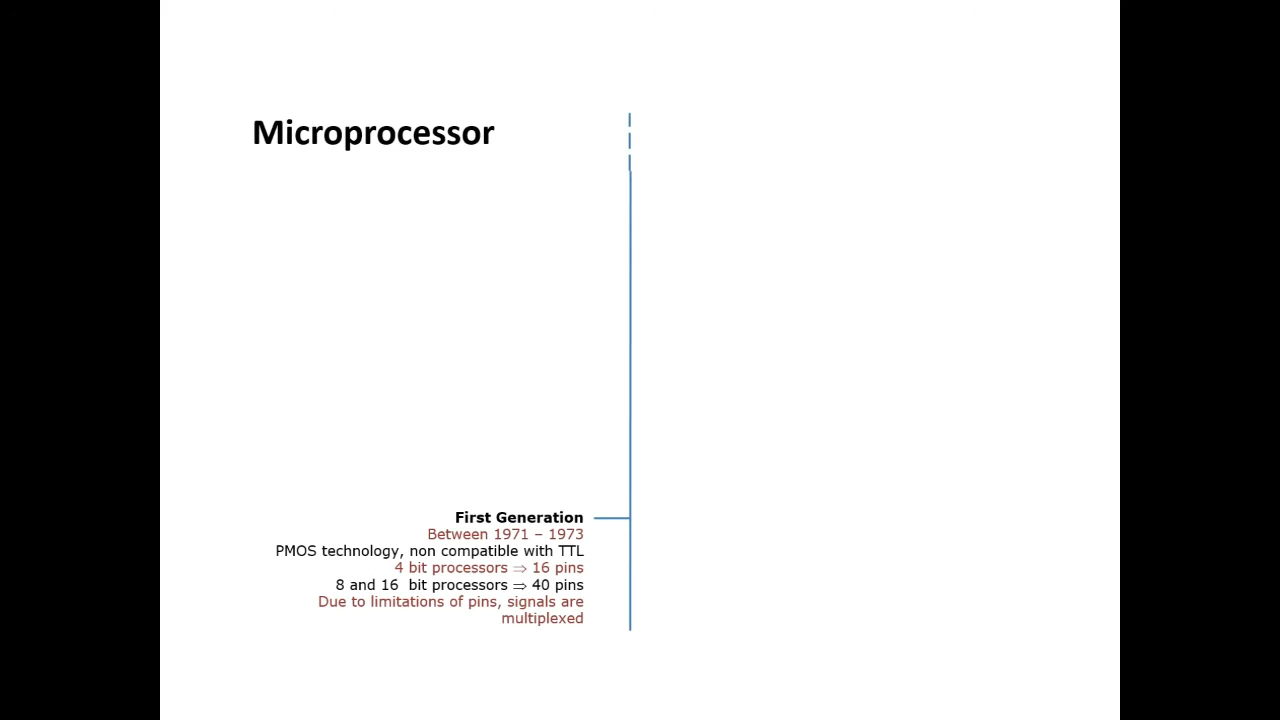 Microprocessor
First Generation
Between 1971 – 1973
PMOS technology, non compatible with TTL
4 bit processors ⇒ 16 pins
8 and 16  bit processors ⇒ 40 pins
Due to limitations of pins, signals are
multiplexed